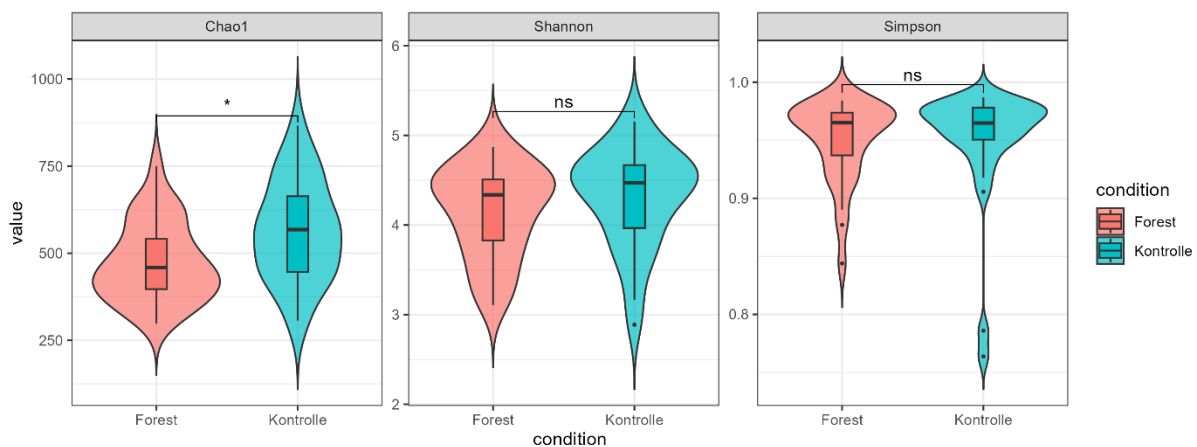 Chao1
Shannon
Simpson
value
1000
750
500
250
*
Forest
Kontrolle
6
5
4
3
2
ns
Forest
Kontrolle
condition
1.0
0.9
0.8
ns
Forest
Kontrolle
condition
Forest
Kontrolle